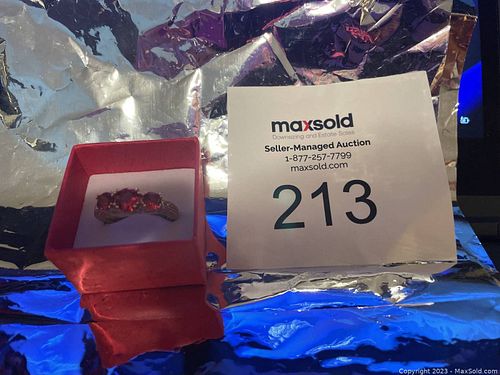 maxsold
Downsizing and Estate Sales
Seller-Managed Auction
1-877-257-7799
maxsold.com
213
Copyright 2023 - MaxSold.com